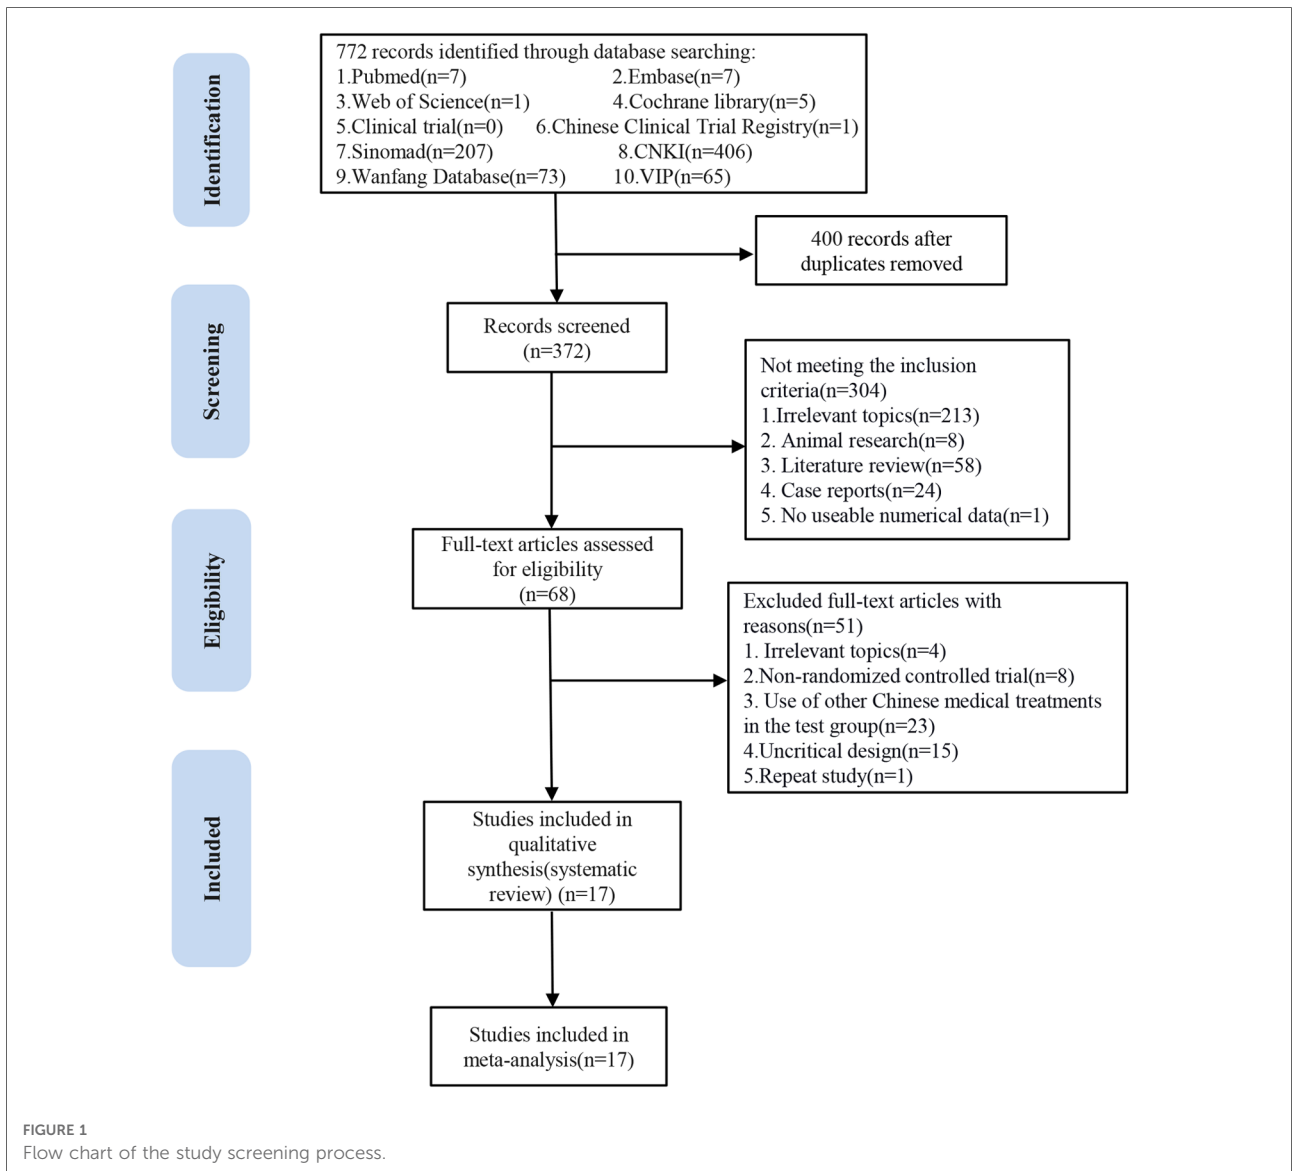 Identification
772 records identified through database searching:
1.Pubmed(n=7) 2.Embase(n=7)
3.Web of Science(n=1) 4.Cochrane library(n=5)
5.Clinical trial(n=0) 6.Chinese Clinical Trial Registry(n=1)
7.Sinomad(n=207) 8.CNKI(n=406)
9.Wanfang Database(n=73) 10.VIP(n=65)
400 records after
duplicates removed
Screening
Records screened
(n=372)
Not meeting the inclusion
criteria(n=304)
1.Irrelevant topics(n=213)
2. Animal research(n=8)
3. Literature review(n=58)
4. Case reports(n=24)
5. No useable numerical data(n=1)
Eligibility
Full-text articles assessed
for eligibility
(n=68)
Excluded full-text articles with
reasons(n=51)
1. Irrelevant topics(n=4)
2.Non-randomized controlled trial(n=8)
3. Use of other Chinese medical treatments
in the test group(n=23)
4.Uncritical design(n=15)
5.Repeat study(n=1)
Included
Studies included in
qualitative
synthesis(systematic
review) (n=17)
Studies included in
meta-analysis(n=17)
FIGURE 1
Flow chart of the study screening process.